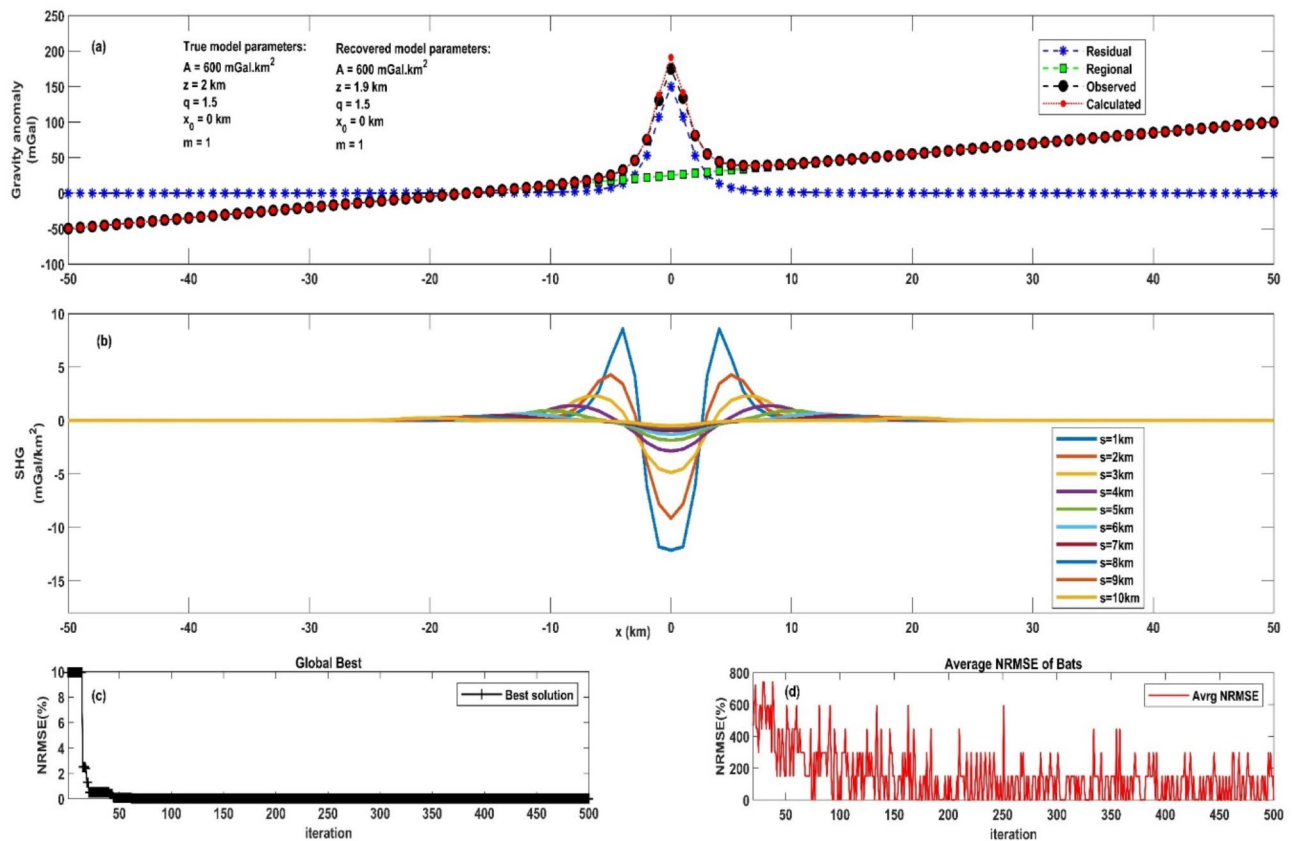 (a)
True model parameters:
A = 600 mGal.km²
z = 2 km
q = 1.5
x₀ = 0 km
m = 1
Recovered model parameters:
A = 600 mGal.km²
z = 1.9 km
q = 1.5
x₀ = 0 km
m = 1
Residual
Regional
Observed
Calculated
Gravity anomaly
(mGal)
250
200
150
100
50
0
-50
-100
-50 -40 -30 -20 -10 0 10 20 30 40 50
(b)
SHG
(mGal/km²)
10
5
0
-5
-10
-15
s=1km
s=2km
s=3km
s=4km
s=5km
s=6km
s=7km
s=8km
s=9km
s=10km
-50 -40 -30 -20 -10 x (km) 0 10 20 30 40 50
Global Best
(c)
Best solution
NRMSE(%)
10
8
6
4
2
0
50 100 150 200 250 300 350 400 450 500
iteration
Average NRMSE of Bats
(d)
Avrg NRMSE
NRMSE(%)
800
600
400
200
0
50 100 150 200 250 300 350 400 450 500
iteration